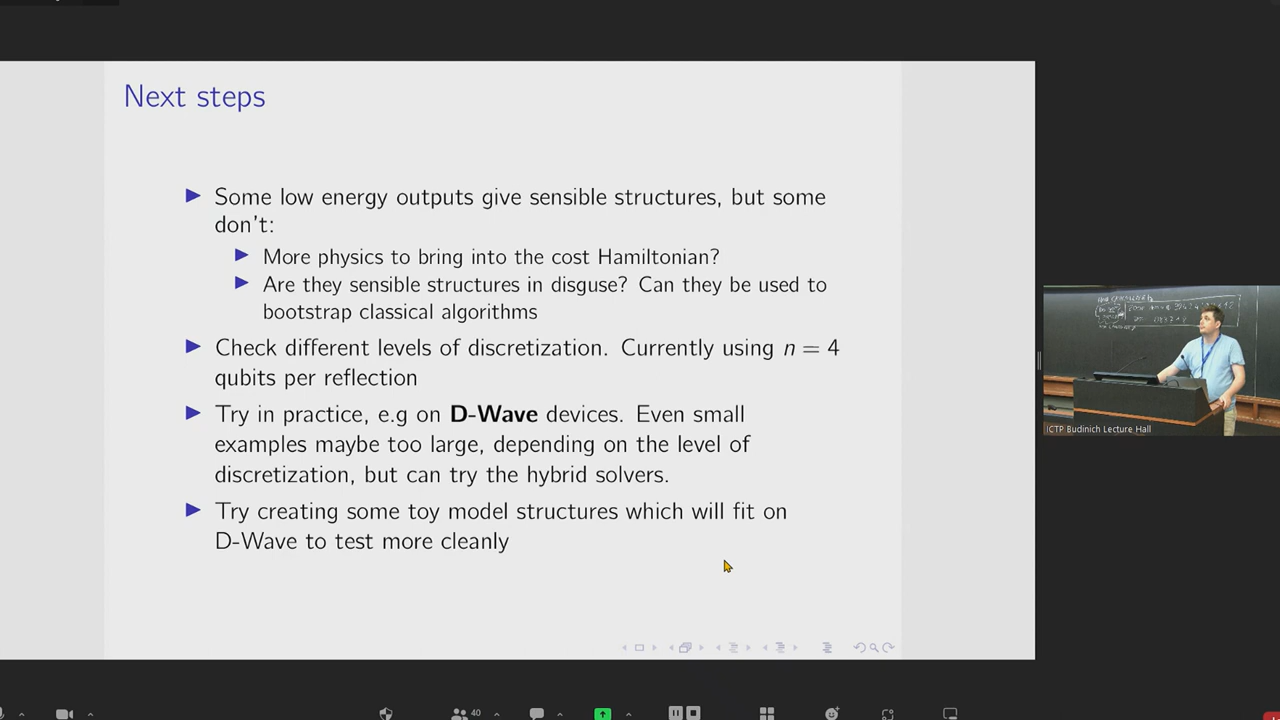 Next steps
Some low energy outputs give sensible structures, but some
don't:
More physics to bring into the cost Hamiltonian?
Are they sensible structures in disguse? Can they be used to
bootstrap classical algorithms
Check different levels of discretization. Currently using n = 4
qubits per reflection
Try in practice, e.g on D-Wave devices. Even small
examples maybe too large, depending on the level of
discretization, but can try the hybrid solvers.
Try creating some toy model structures which will fit on
D-Wave to test more cleanly
ICTP Budinich Lecture Hall
40